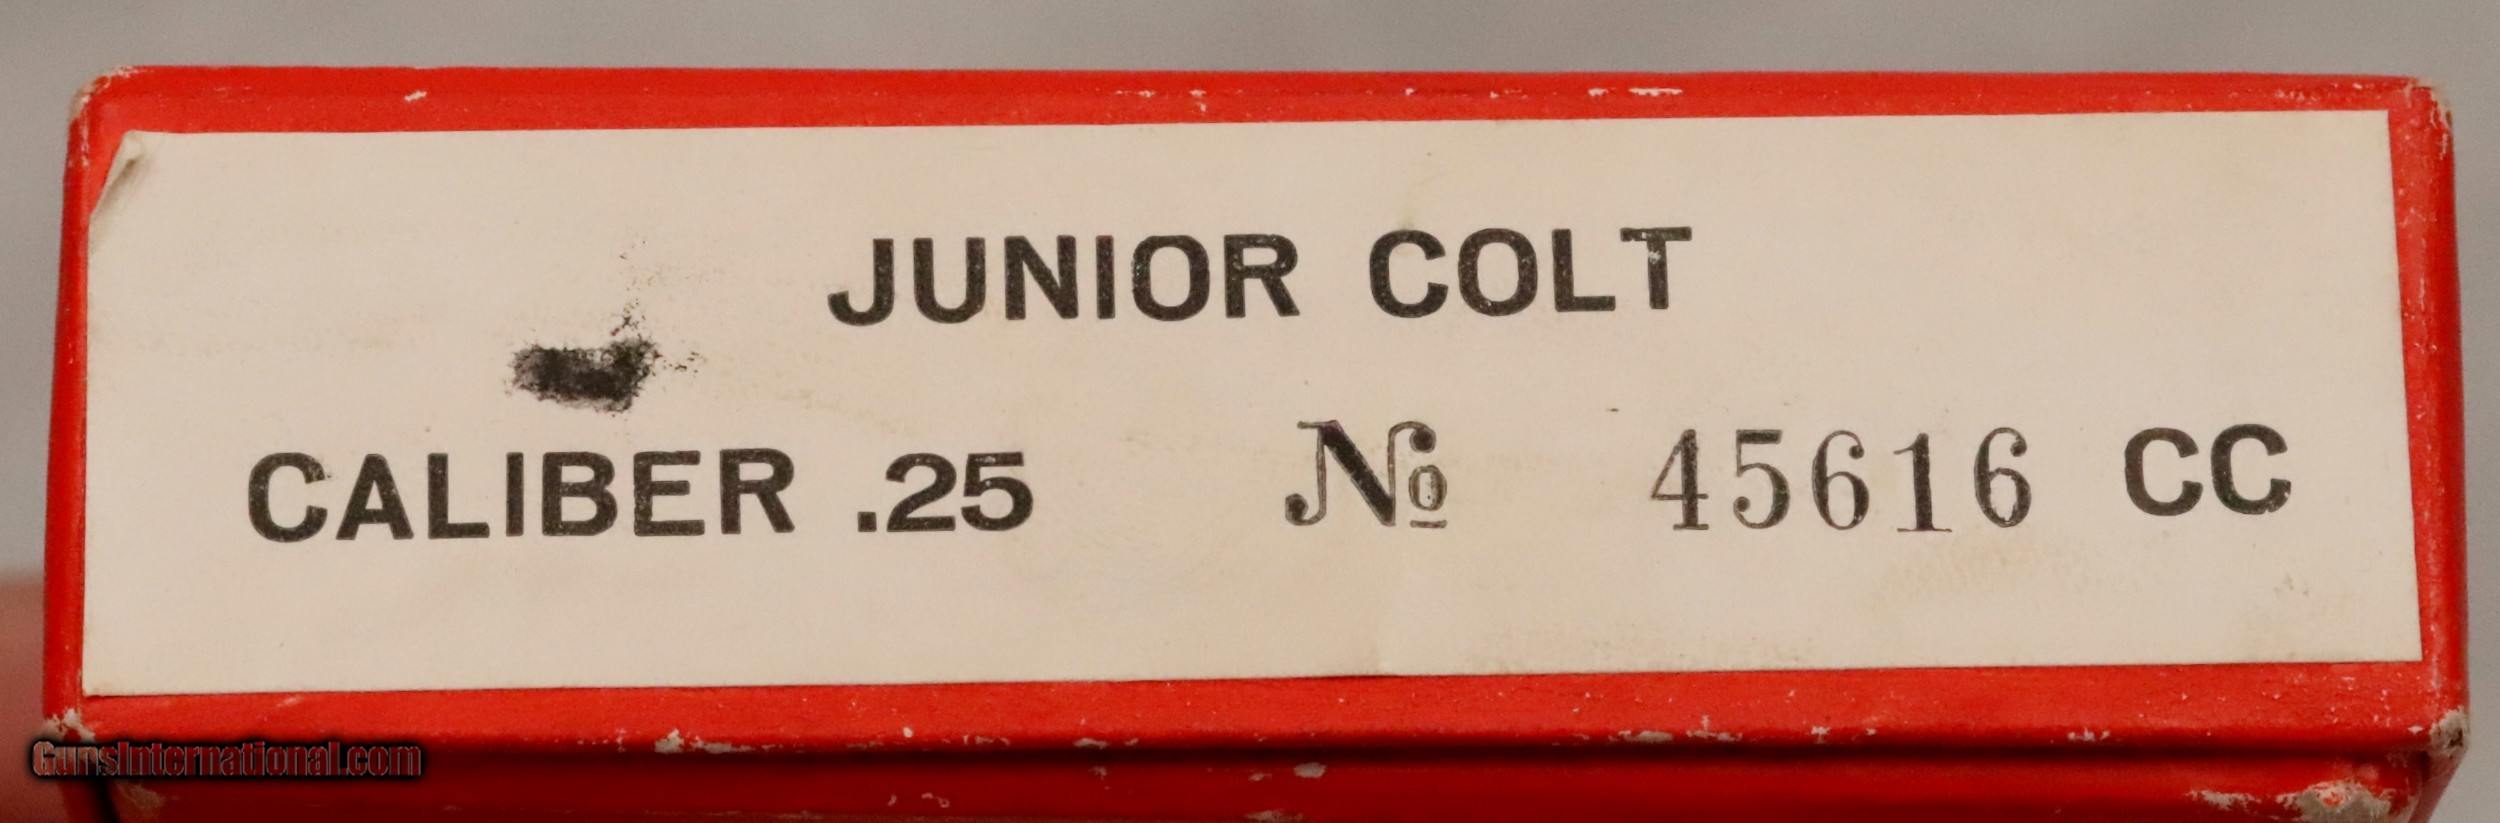 JUNIOR COLT
CALIBER .25 № 45616 CC
GunsInternational.com